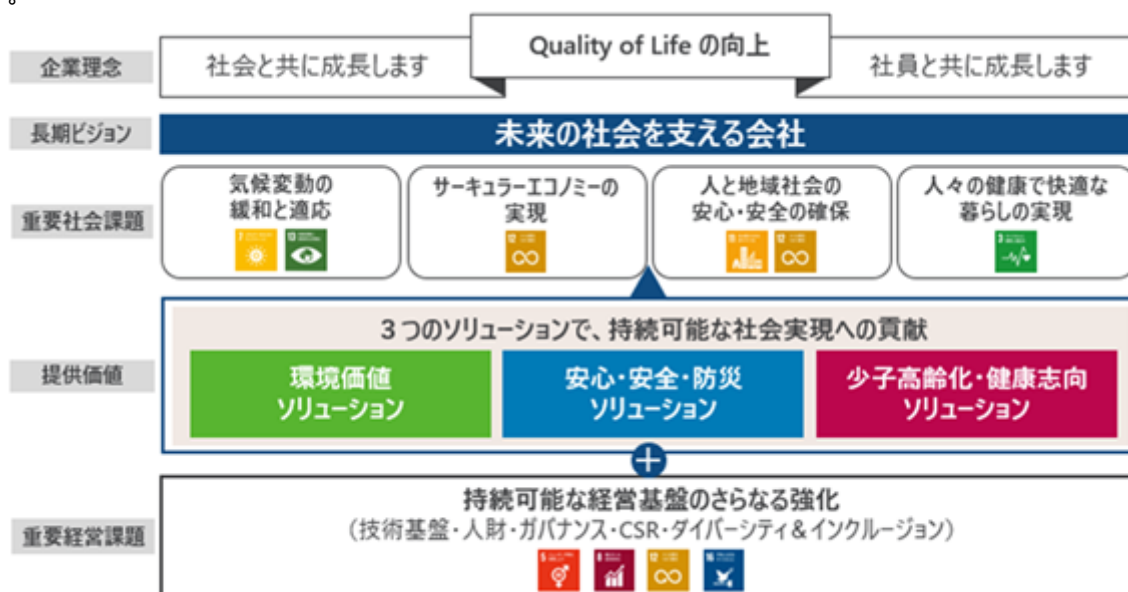 。
Quality of Life の向上
企業理念
社会と共に成長します
社員と共に成長します
長期ビジョン
未来の社会を支える会社
重要社会課題
気候変動の
緩和と適応
7
13
サーキュラーエコノミーの
実現
12
人と地域社会の
安心・安全の確保
11
12
人々の健康で快適な
暮らしの実現
3
提供価値
3つのソリューションで、持続可能な社会実現への貢献
環境価値
ソリューション
安心・安全・防災
ソリューション
少子高齢化・健康志向
ソリューション
重要経営課題
持続可能な経営基盤のさらなる強化
(技術基盤・人財・ガバナンス・CSR・ダイバーシティ&インクルージョン)
5
8
12
16